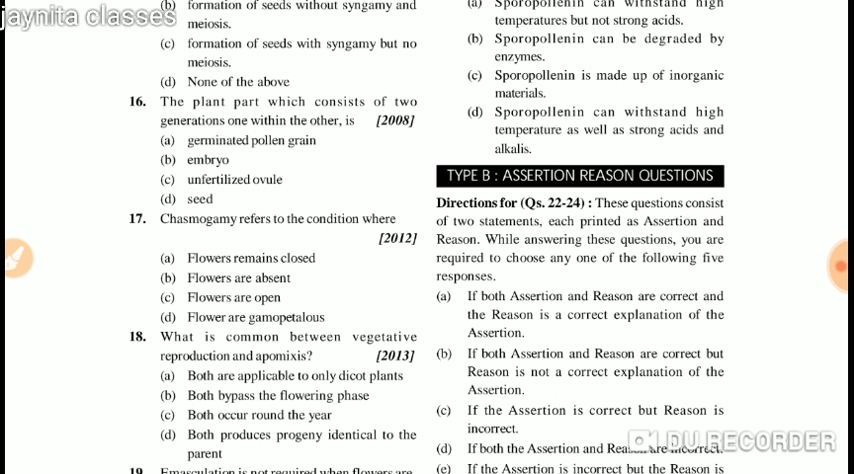 jaynita classes
(b) formation of seeds without syngamy and
meiosis.
(c) formation of seeds with syngamy but no
meiosis.
(d) None of the above
16. The plant part which consists of two
generations one within the other, is [2008]
(a) germinated pollen grain
(b) embryo
(c) unfertilized ovule
(d) seed
17. Chasmogamy refers to the condition where
[2012]
(a) Flowers remains closed
(b) Flowers are absent
(c) Flowers are open
(d) Flower are gamopetalous
18. What is common between vegetative
reproduction and apomixis? [2013]
(a) Both are applicable to only dicot plants
(b) Both bypass the flowering phase
(c) Both occur round the year
(d) Both produces progeny identical to the
parent
19. Emasculation is not required when flowers are
(a) Sporopollenin can withstand high
temperatures but not strong acids.
(b) Sporopollenin can be degraded by
enzymes.
(c) Sporopollenin is made up of inorganic
materials.
(d) Sporopollenin can withstand high
temperature as well as strong acids and
alkalis.
TYPE B : ASSERTION REASON QUESTIONS
Directions for (Qs. 22-24) : These questions consist
of two statements, each printed as Assertion and
Reason. While answering these questions, you are
required to choose any one of the following five
responses.
(a) If both Assertion and Reason are correct and
the Reason is a correct explanation of the
Assertion.
(b) If both Assertion and Reason are correct but
Reason is not a correct explanation of the
Assertion.
(c) If the Assertion is correct but Reason is
incorrect.
(d) If both the Assertion and Reason are incorrect.
(e) If the Assertion is incorrect but the Reason is
DU RECORDER